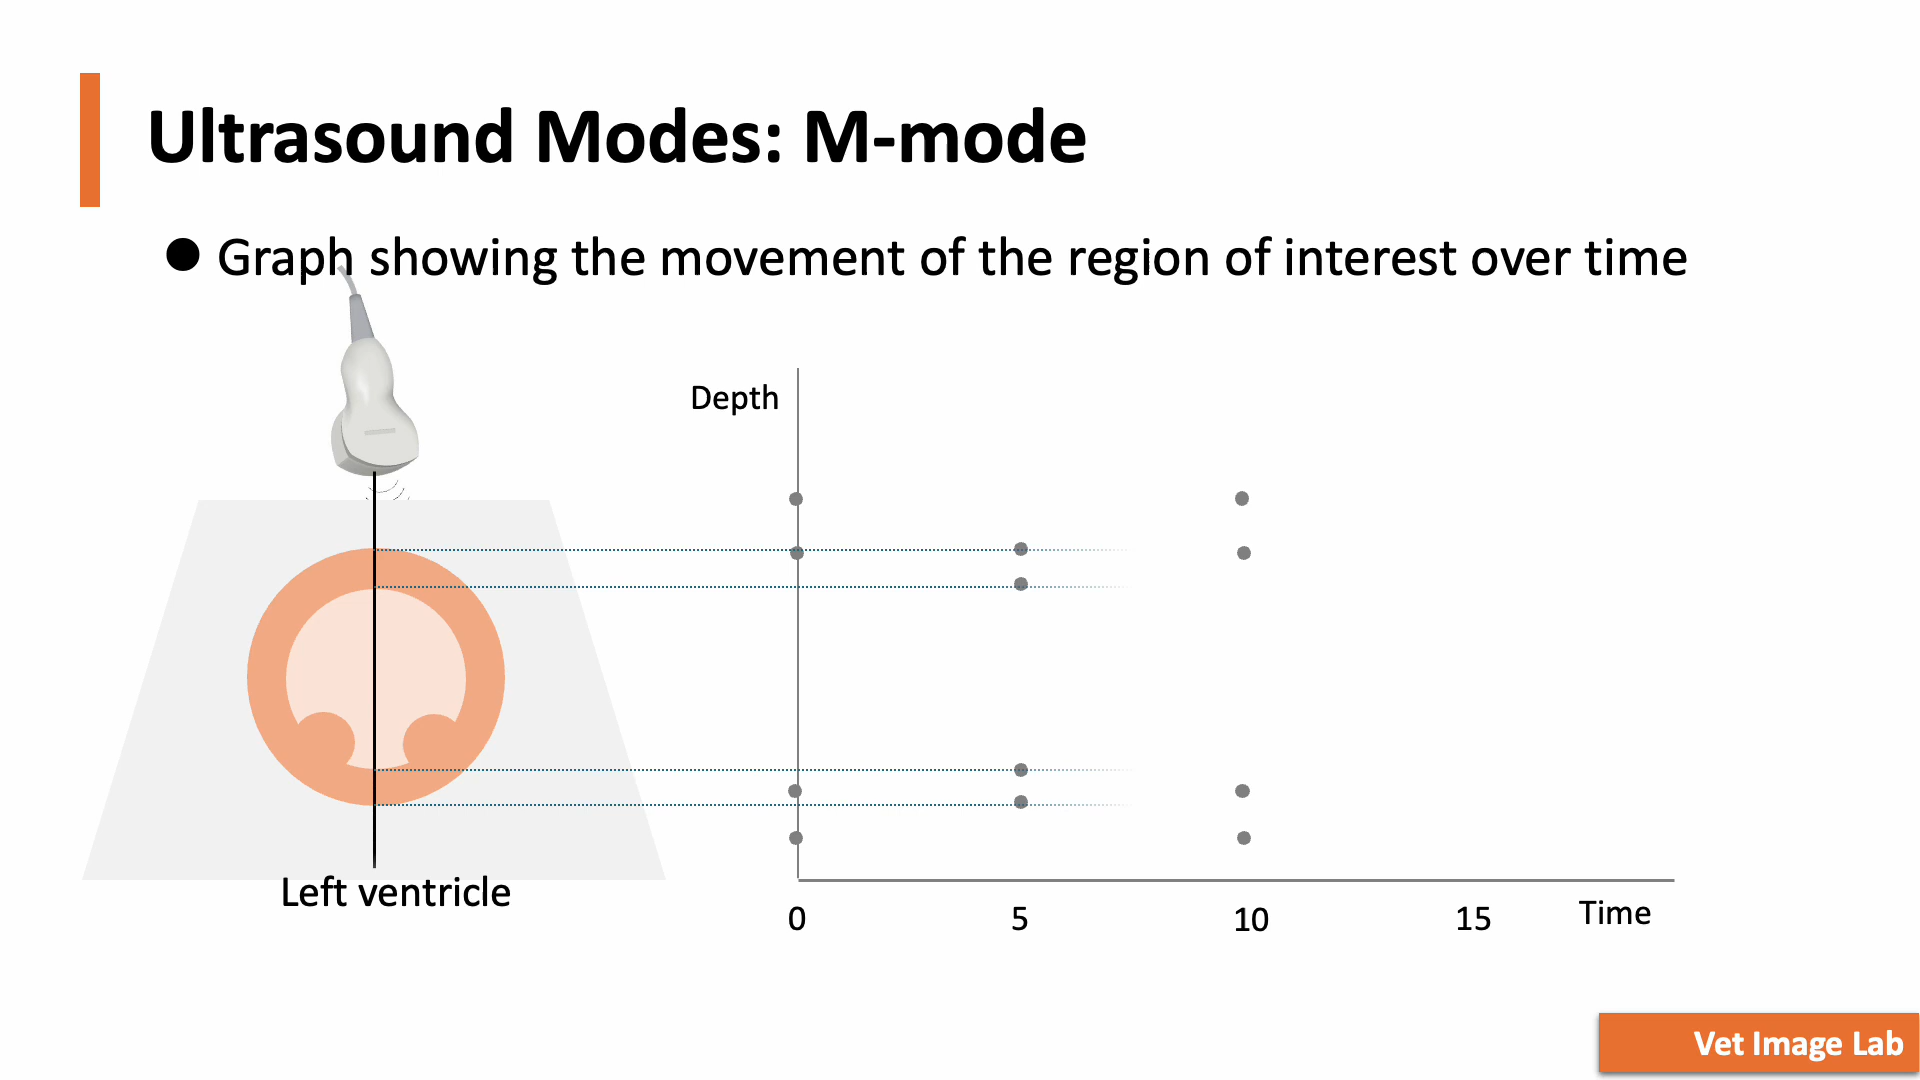 Ultrasound Modes: M-mode
● Graph showing the movement of the region of interest over time
Depth
Left ventricle
0 5 10 15 Time
Vet Image Lab